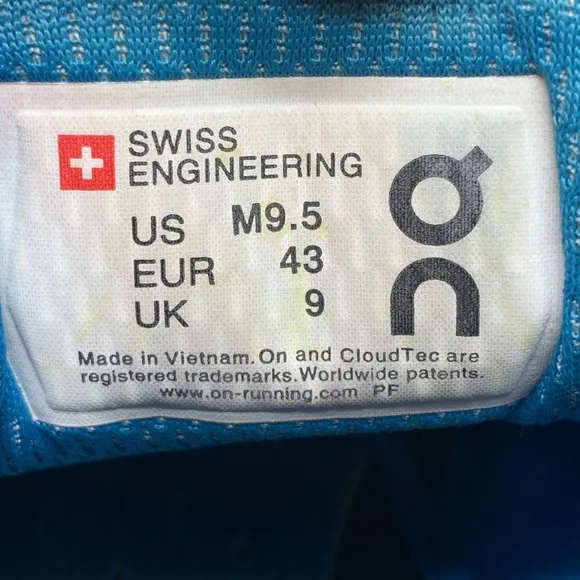 SWISS
ENGINEERING
US M9.5
EUR 43
UK 9
On
Made in Vietnam. On and CloudTec are
registered trademarks. Worldwide patents.
www.on-running.com PF